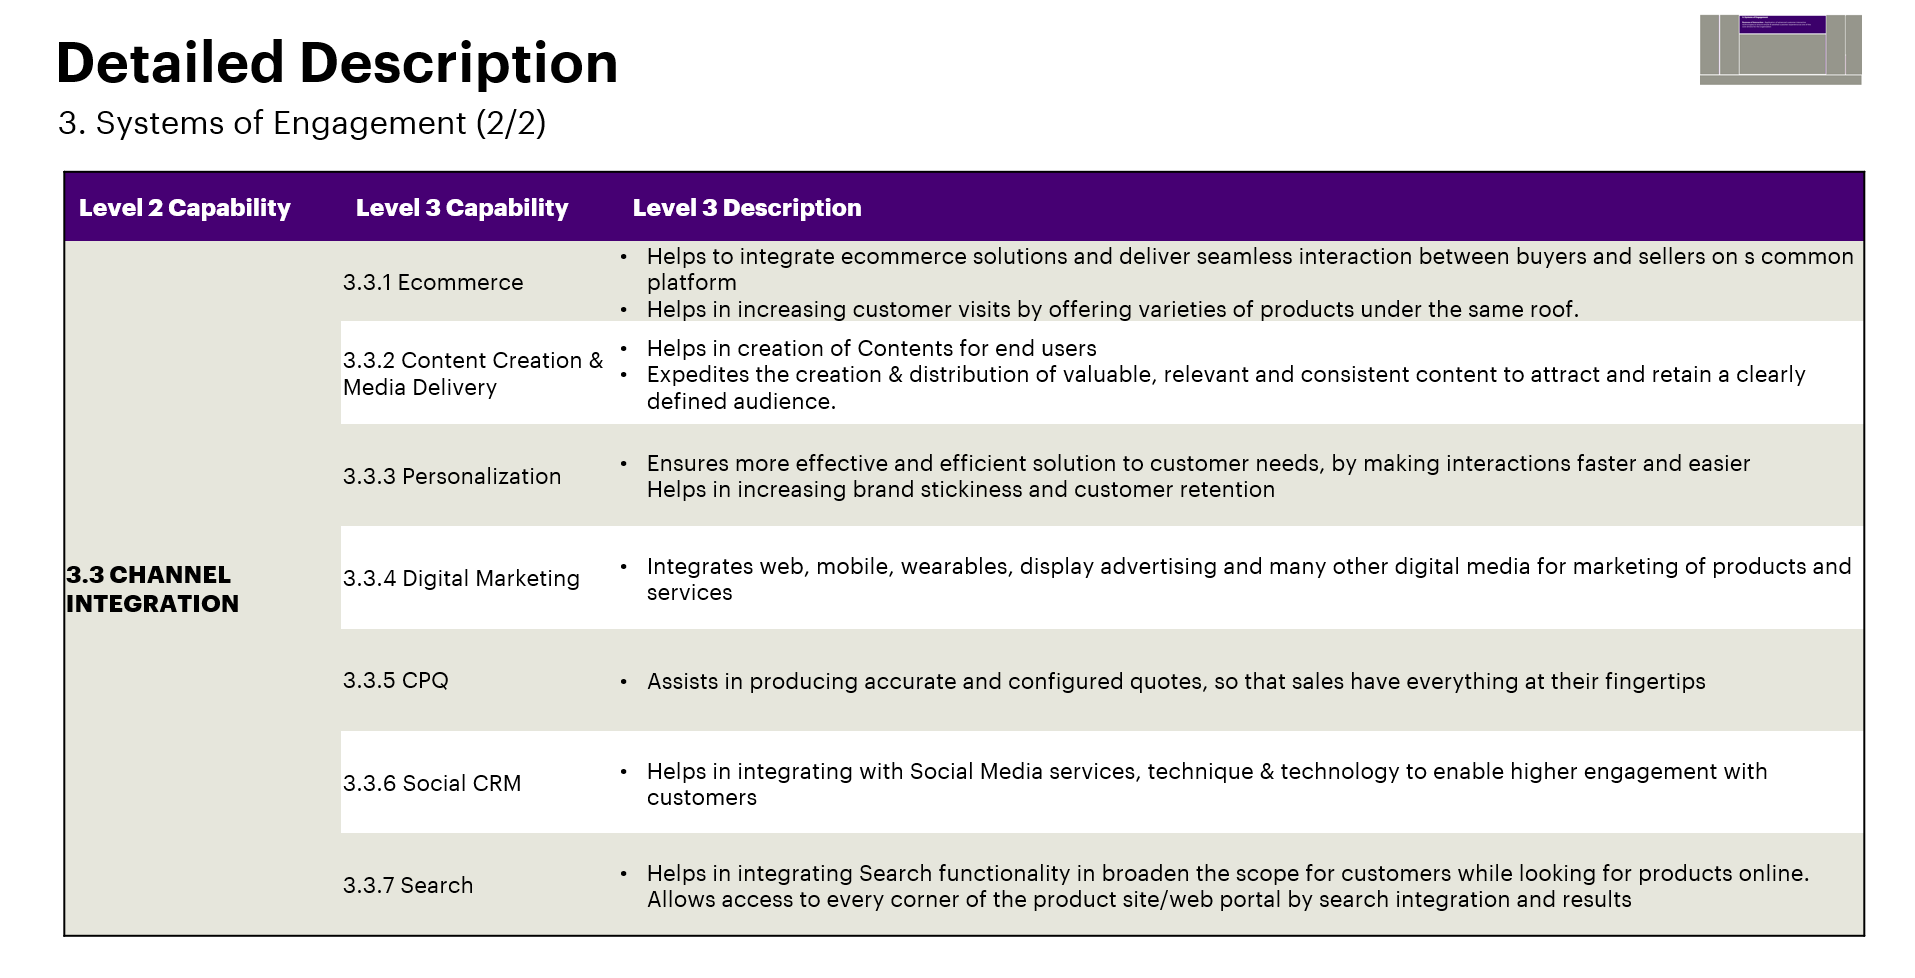 Detailed Description
3. Systems of Engagement (2/2)
Level 2 Capability
Level 3 Capability
Level 3 Description
3.3 CHANNEL
INTEGRATION
3.3.1 Ecommerce
• Helps to integrate ecommerce solutions and deliver seamless interaction between buyers and sellers on s common
platform
• Helps in increasing customer visits by offering varieties of products under the same roof.
3.3.2 Content Creation &
Media Delivery
• Helps in creation of Contents for end users
• Expedites the creation & distribution of valuable, relevant and consistent content to attract and retain a clearly
defined audience.
3.3.3 Personalization
• Ensures more effective and efficient solution to customer needs, by making interactions faster and easier
Helps in increasing brand stickiness and customer retention
3.3.4 Digital Marketing
• Integrates web, mobile, wearables, display advertising and many other digital media for marketing of products and
services
3.3.5 CPQ
• Assists in producing accurate and configured quotes, so that sales have everything at their fingertips
3.3.6 Social CRM
• Helps in integrating with Social Media services, technique & technology to enable higher engagement with
customers
3.3.7 Search
• Helps in integrating Search functionality in broaden the scope for customers while looking for products online.
Allows access to every corner of the product site/web portal by search integration and results